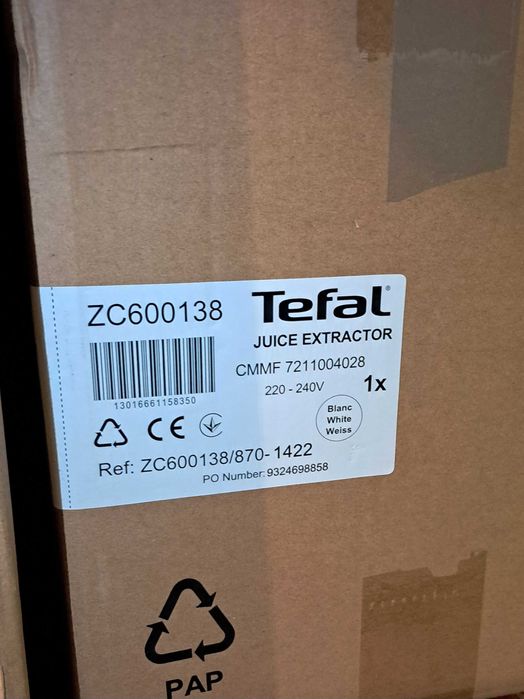 ZC600138
Tefal
JUICE EXTRACTOR
CMMF 7211004028
220 - 240V
1x
13016661158350
Blanc
White
Weiss
CE
Ref: ZC600138/870-1422
PO Number: 9324698858
PAP